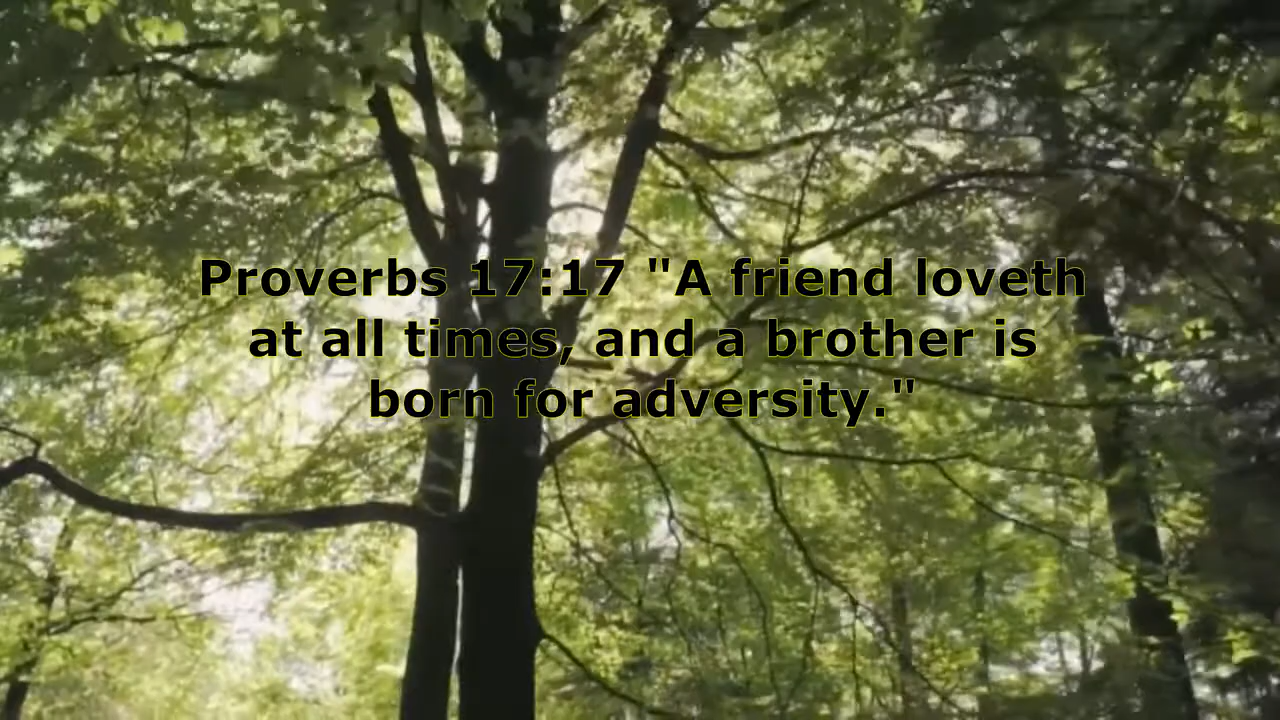 Proverbs 17:17 "A friend loveth
at all times, and a brother is
born for adversity."